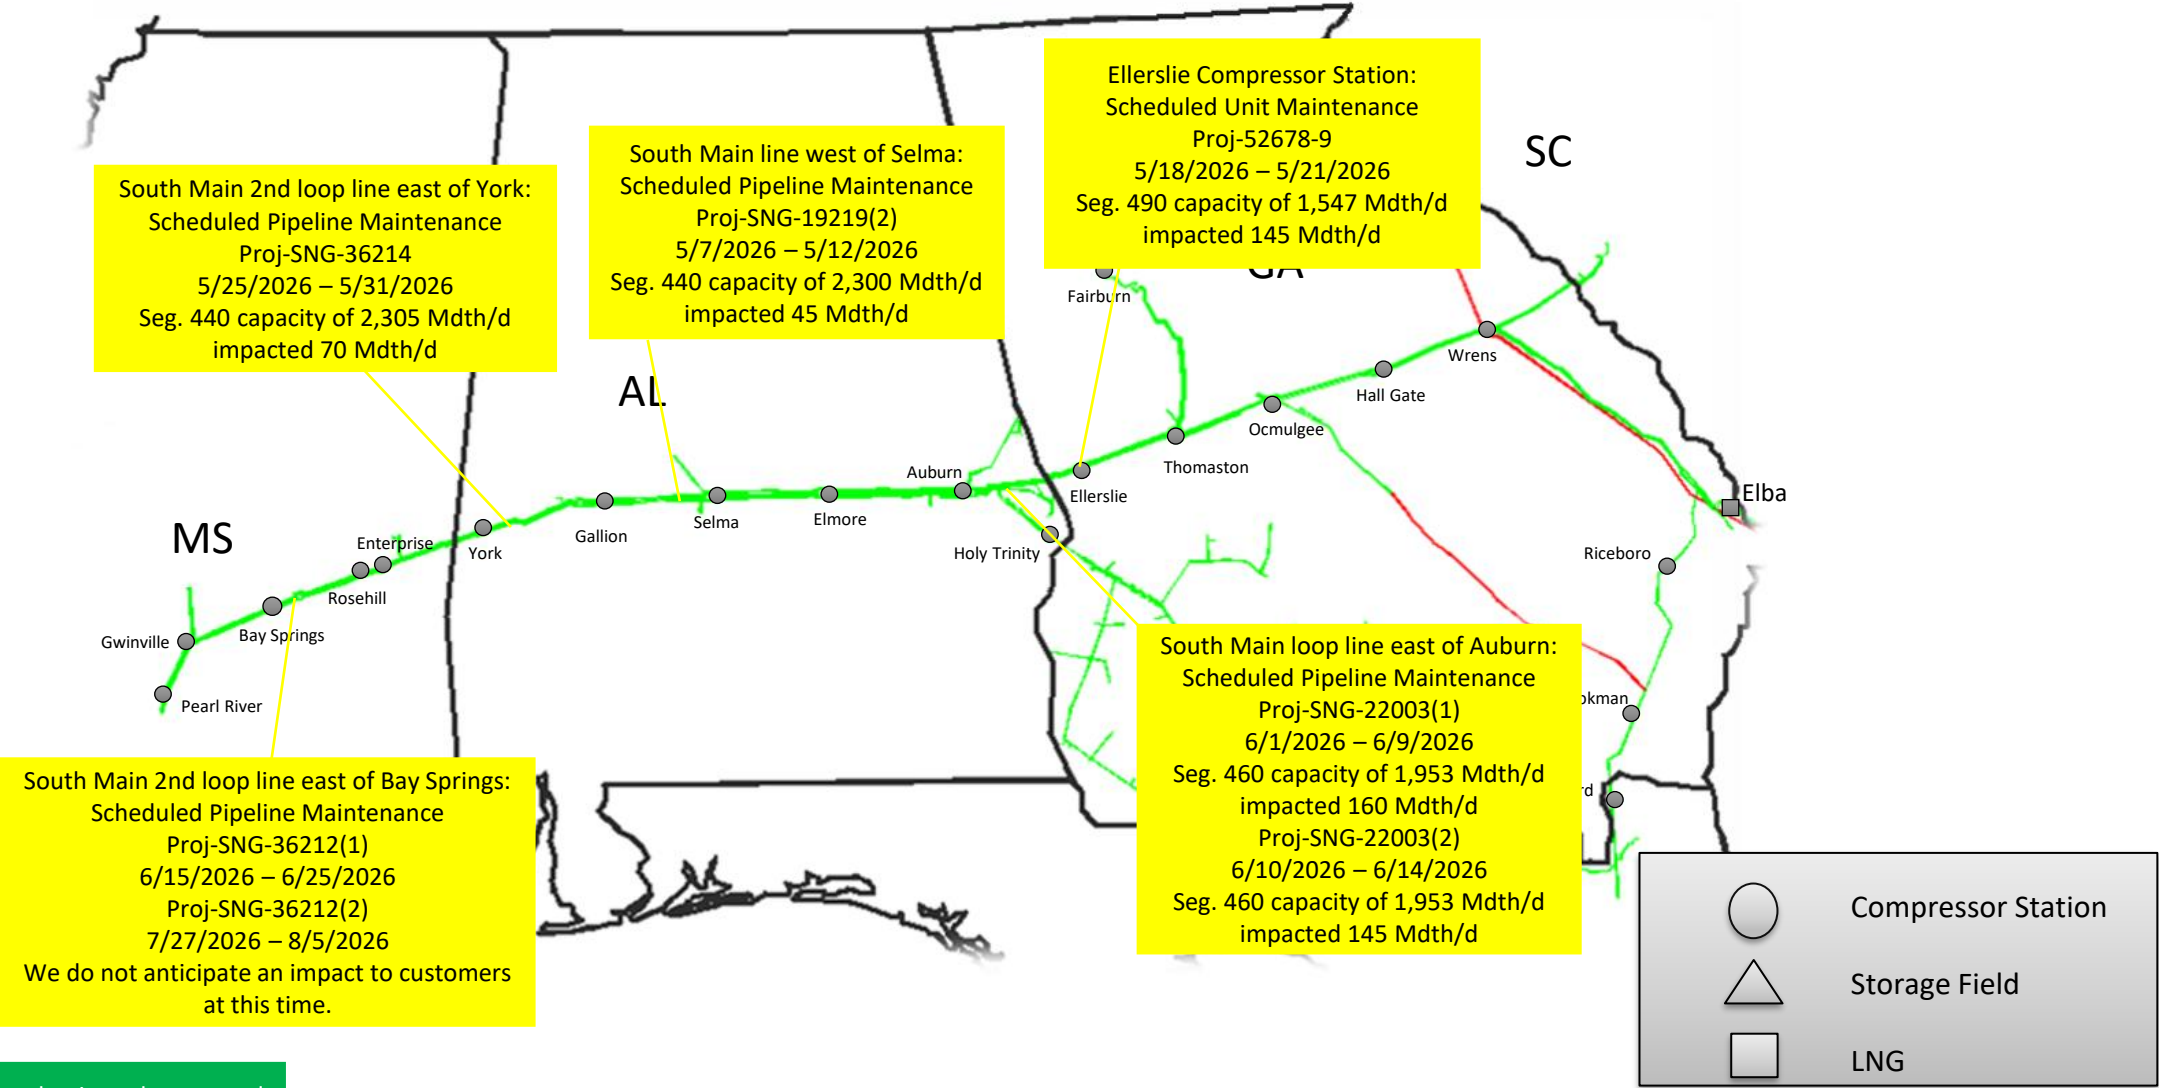 Ellerslie Compressor Station:
Scheduled Unit Maintenance
Proj-52678-9
5/18/2026 – 5/21/2026
Seg. 490 capacity of 1,547 Mdth/d
impacted 145 Mdth/d
SC
South Main line west of Selma:
Scheduled Pipeline Maintenance
Proj-SNG-19219(2)
5/7/2026 – 5/12/2026
Seg. 440 capacity of 2,300 Mdth/d
impacted 45 Mdth/d
South Main 2nd loop line east of York:
Scheduled Pipeline Maintenance
Proj-SNG-36214
5/25/2026 – 5/31/2026
Seg. 440 capacity of 2,305 Mdth/d
impacted 70 Mdth/d
GA
Fairburn
Wrens
AL
Hall Gate
Ocmulgee
Thomaston
Auburn
Ellerslie
Elba
Selma
Elmore
Gallion
MS
Enterprise
York
Holy Trinity
Riceboro
Rosehill
Bay Springs
Gwinville
Pearl River
South Main loop line east of Auburn:
Scheduled Pipeline Maintenance
Proj-SNG-22003(1)
6/1/2026 – 6/9/2026
Seg. 460 capacity of 1,953 Mdth/d
impacted 160 Mdth/d
Proj-SNG-22003(2)
6/10/2026 – 6/14/2026
Seg. 460 capacity of 1,953 Mdth/d
impacted 145 Mdth/d
okman
rd
South Main 2nd loop line east of Bay Springs:
Scheduled Pipeline Maintenance
Proj-SNG-36212(1)
6/15/2026 – 6/25/2026
Proj-SNG-36212(2)
7/27/2026 – 8/5/2026
We do not anticipate an impact to customers
at this time.
Compressor Station
Storage Field
LNG